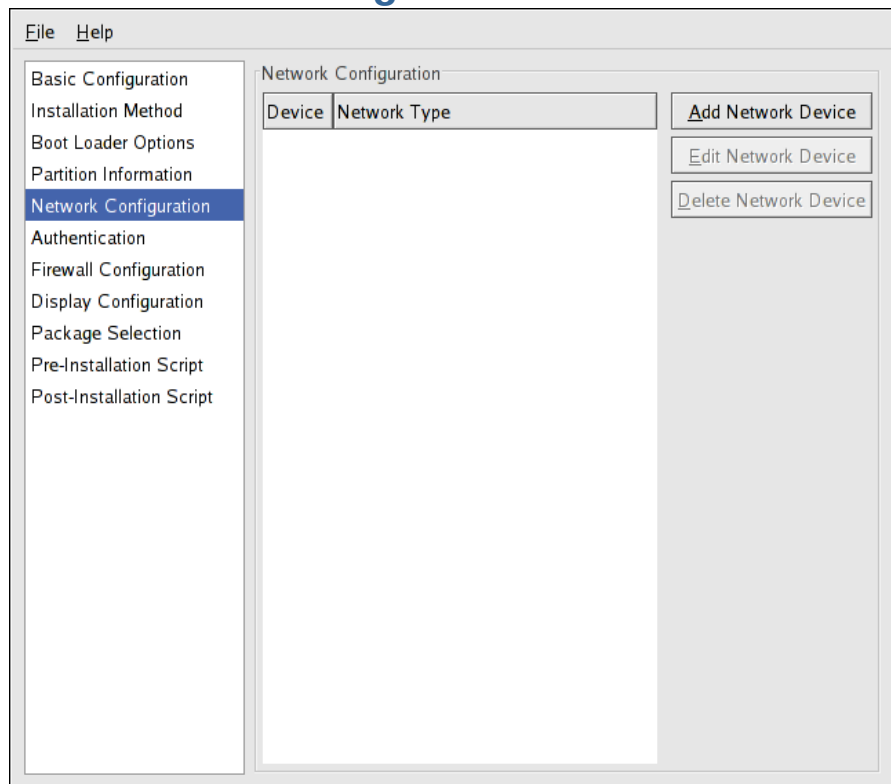 File Help
Basic Configuration
Installation Method
Boot Loader Options
Partition Information
Network Configuration
Authentication
Firewall Configuration
Display Configuration
Package Selection
Pre-Installation Script
Post-Installation Script
Network Configuration
Device Network Type
Add Network Device
Edit Network Device
Delete Network Device